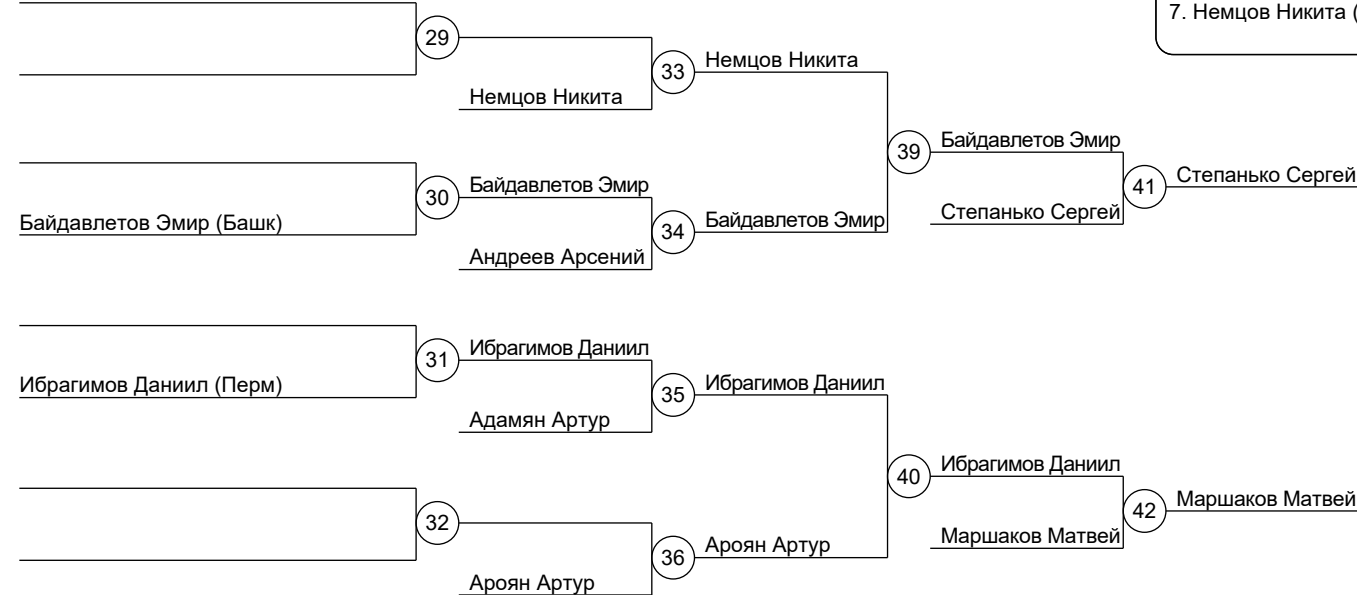 7. Немцов Никита (
29
Немцов Никита
33
Немцов Никита
39
Байдавлетов Эмир
41
Степанько Сергей
Байдавлетов Эмир
30
Байдавлетов Эмир (Башк)
Байдавлетов Эмир
34
Степанько Сергей
Андреев Арсений
Ибрагимов Даниил
31
Ибрагимов Даниил (Перм)
Ибрагимов Даниил
35
Адамян Артур
Ибрагимов Даниил
40
Маршаков Матвей
42
Маршаков Матвей
32
Ароян Артур
36
Ароян Артур